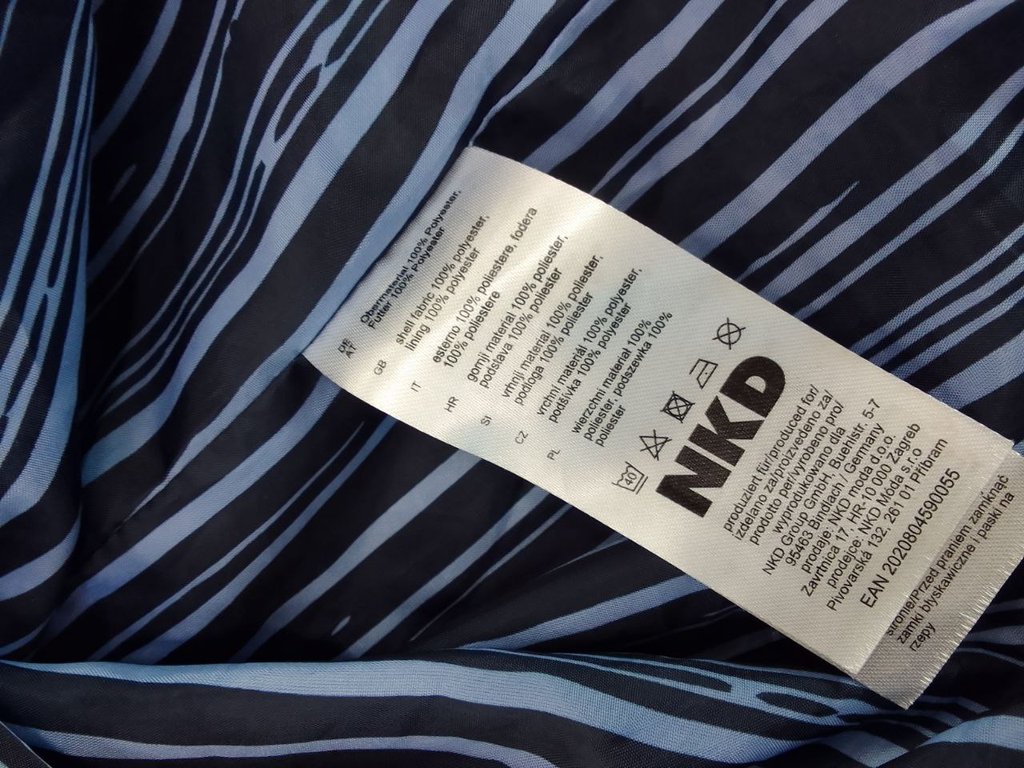 DE
AT
Obermaterial 100% Polyester,
Futter 100% Polyester
GB
shell fabric 100% polyester,
lining 100% polyester
IT
esterno 100% poliestere, fodera
100% poliestere
HR
gornji materijal 100% poliester,
podstava 100% poliester
SI
vrhnji material 100% poliester,
podloga 100% poliester
CZ
vrchní materiál 100% polyester,
podšívka 100% polyester
PL
wierzchni materiał 100%
poliester, podszewka 100%
poliester
40
NKD
produziert für/produced for/
izdelano za/proizvedeno za/
prodotto per/vyrobeno pro/
wyprodukowano dla
NKD Group GmbH, Buehlstr. 5-7
95463 Bindlach / Germany
prodaje: NKD moda d.o.o.
Zavrtnica 17, HR-10 000 Zagreb
prodejce: NKD Moda s.r.o
Pivovarská 132, 261 01 Příbram
EAN 2020804590055
stronie/Przed praniem zamknąć
zamki błyskawiczne i paski na
rzepy